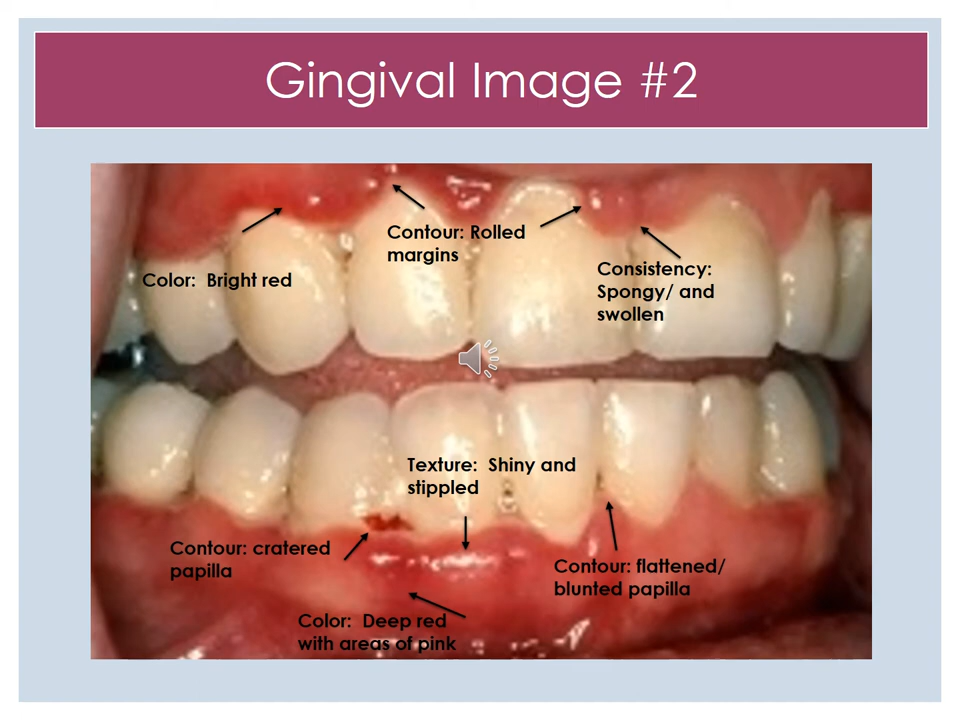 Gingival Image #2
Contour: Rolled
margins
Color:  Bright red
Consistency:
Spongy/ and
swollen
Texture:  Shiny and
stippled
Contour: cratered
papilla
Contour: flattened/
blunted papilla
Color:  Deep red
with areas of pink